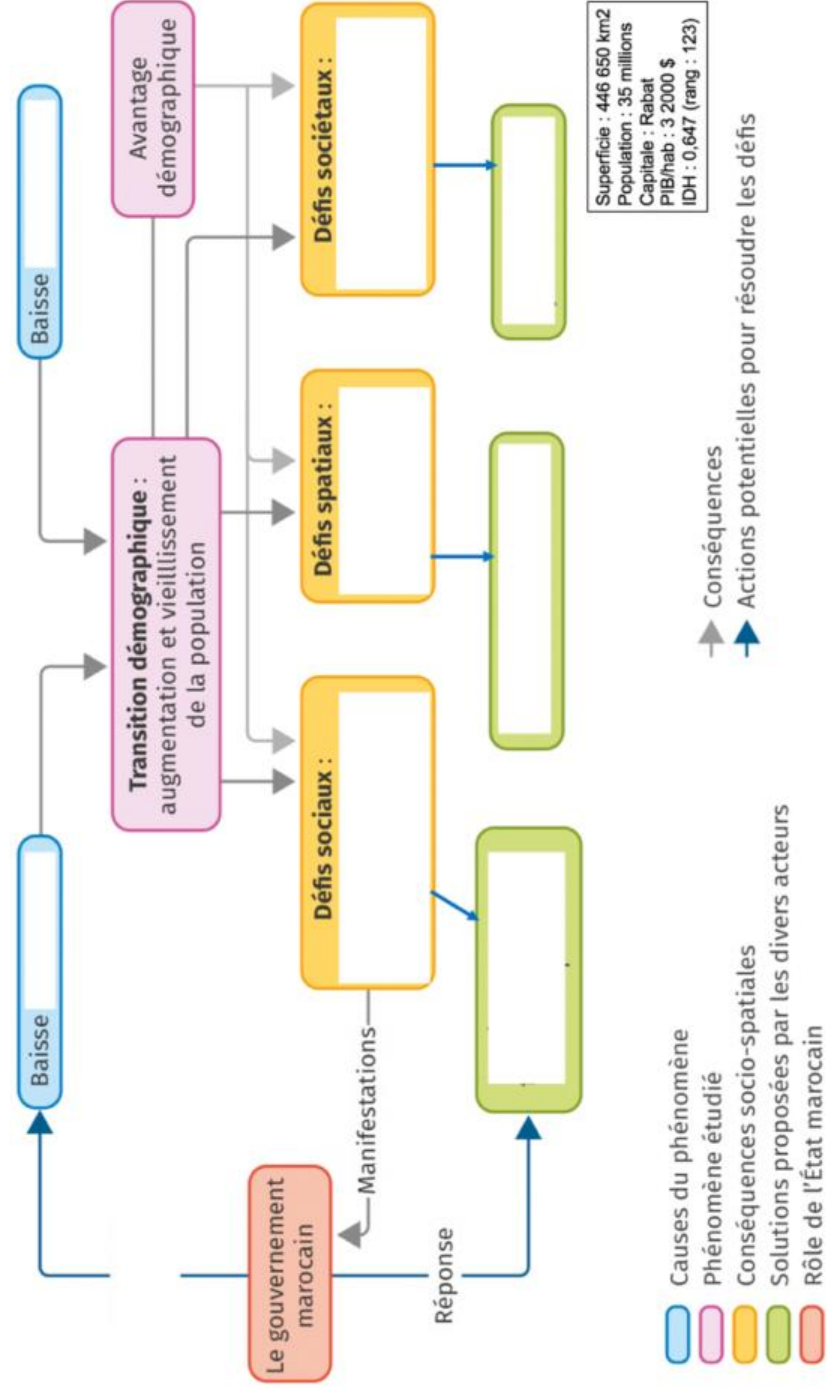 Baisse
Baisse
Transition démographique :
augmentation et vieilllissement
de la population
Avantage
démographique
Le gouvernement
marocain
Manifestations
Réponse
Défis sociaux :
Défis spatiaux :
Défis sociétaux :
Superficie : 446 650 km2
Population : 35 millions
Capitale : Rabat
PIB/hab : 3 2000 $
IDH : 0,647 (rang : 123)
Causes du phénomène
Phénomène étudié
Conséquences socio-spatiales
Solutions proposées par les divers acteurs
Rôle de l'État marocain
Conséquences
Actions potentielles pour résoudre les défis